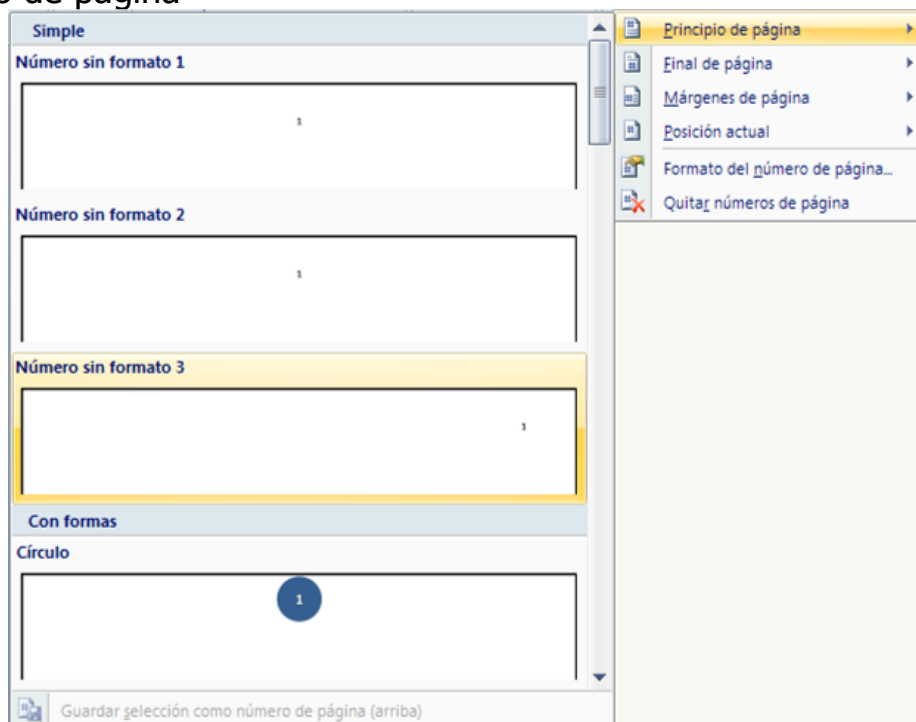 o de página
Simple
Número sin formato 1
1
Número sin formato 2
1
Número sin formato 3
1
Con formas
Círculo
1
Guardar selección como número de página (arriba)
Principio de página
Final de página
Márgenes de página
Posición actual
Formato del número de página...
Quitar números de página